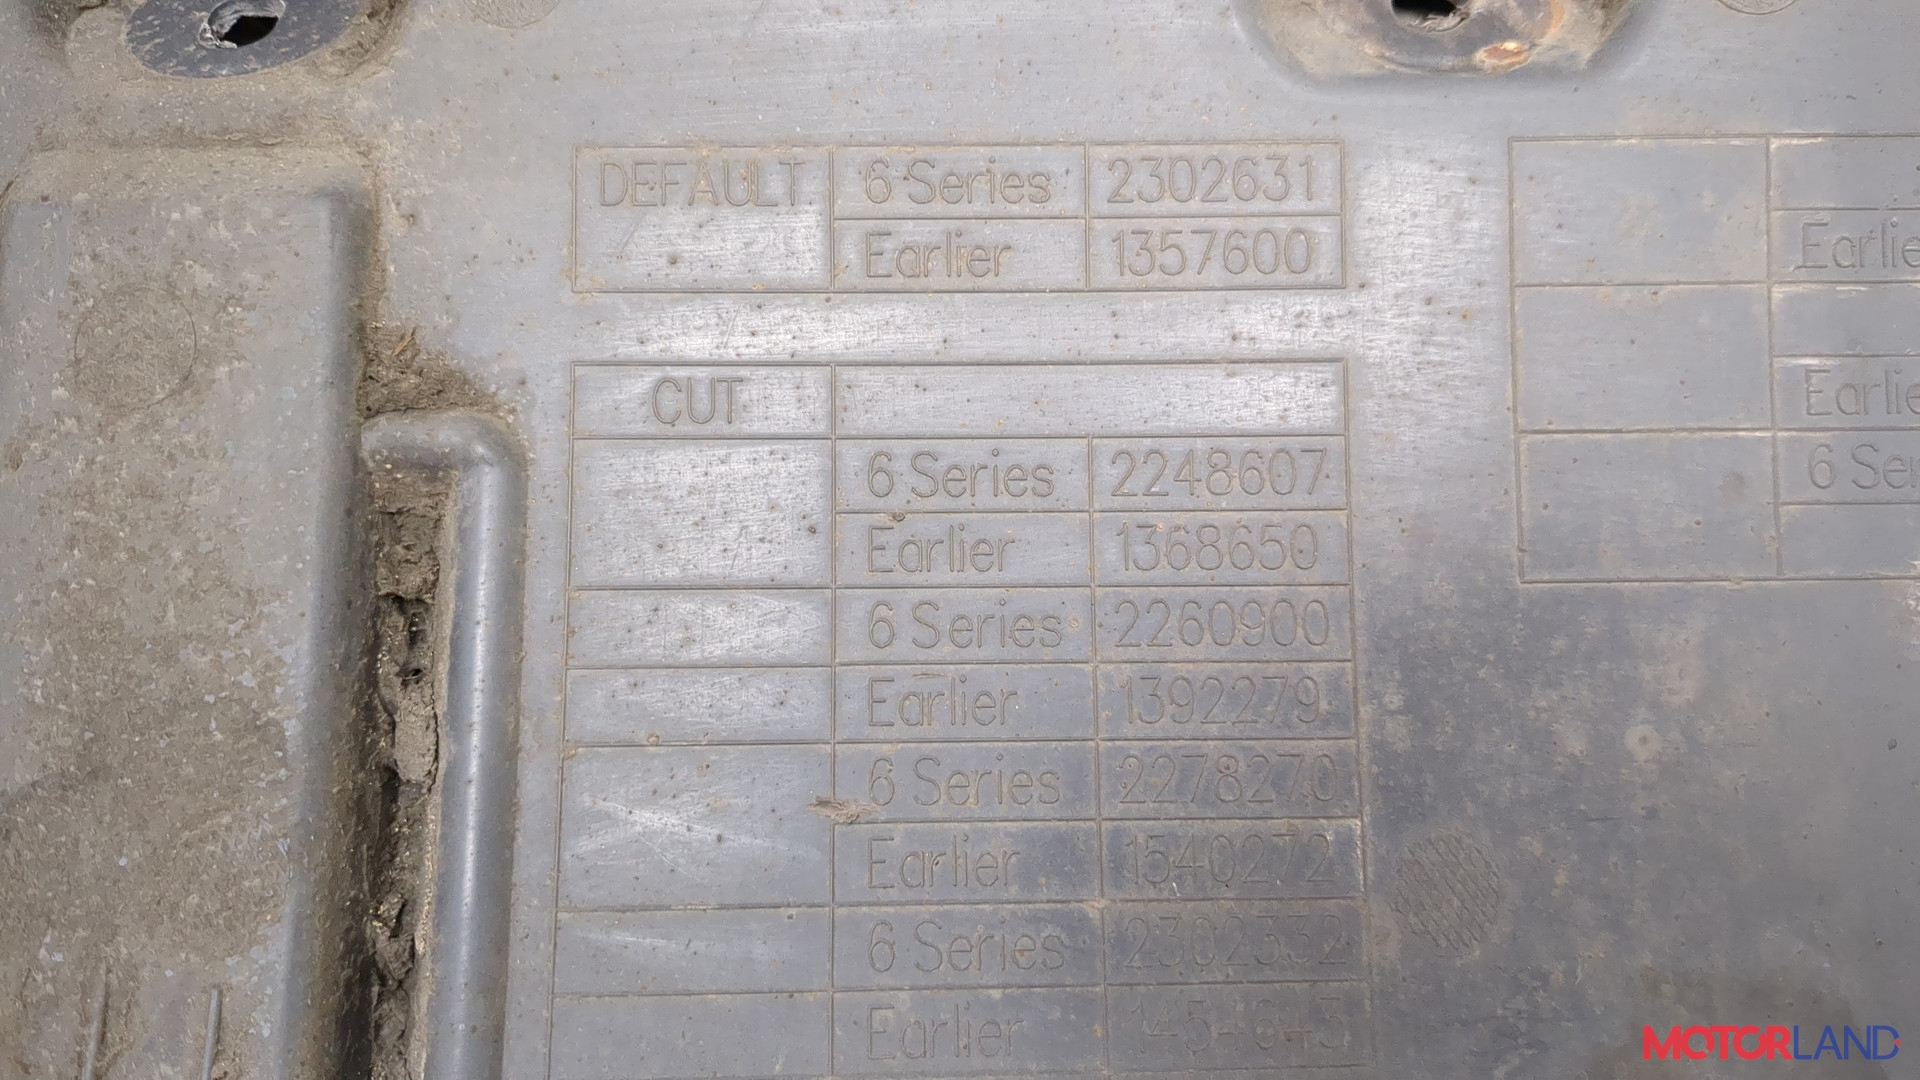 DEFAULT 6 Series 2302631
Earlier 1357600
CUT
6 Series 2248607
Earlier 1368650
6 Series 2260900
Earlier 1392279
6 Series 2278270
Earlier 1540272
6 Series 2302332
Earlier
Earlie
Earlie
6 Ser
MOTORLAND